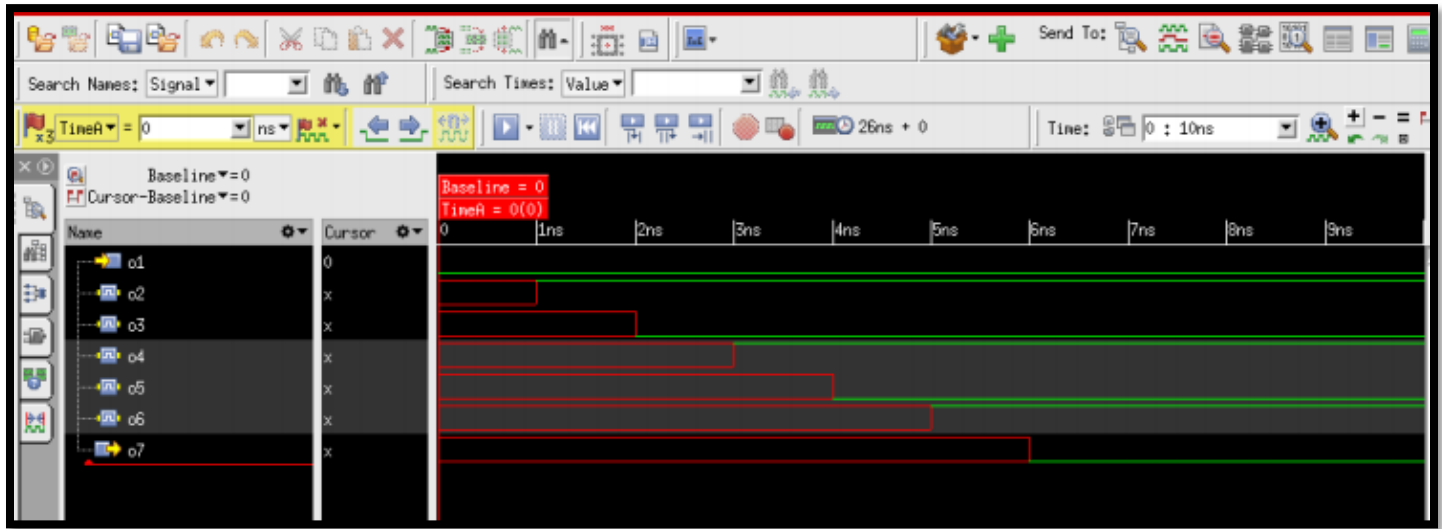 Send To:
Search Names: Signal Search Times: Value
x3 TimeA = 0 ns 26ns + 0 Time: 0 : 10ns
Baseline = 0
Cursor-Baseline = 0
Baseline = 0
TimeA = 0(0)
Name Cursor 0 1ns 2ns 3ns 4ns 5ns 6ns 7ns 8ns 9ns
o1 0
o2 x
o3 x
o4 x
o5 x
o6 x
o7 x